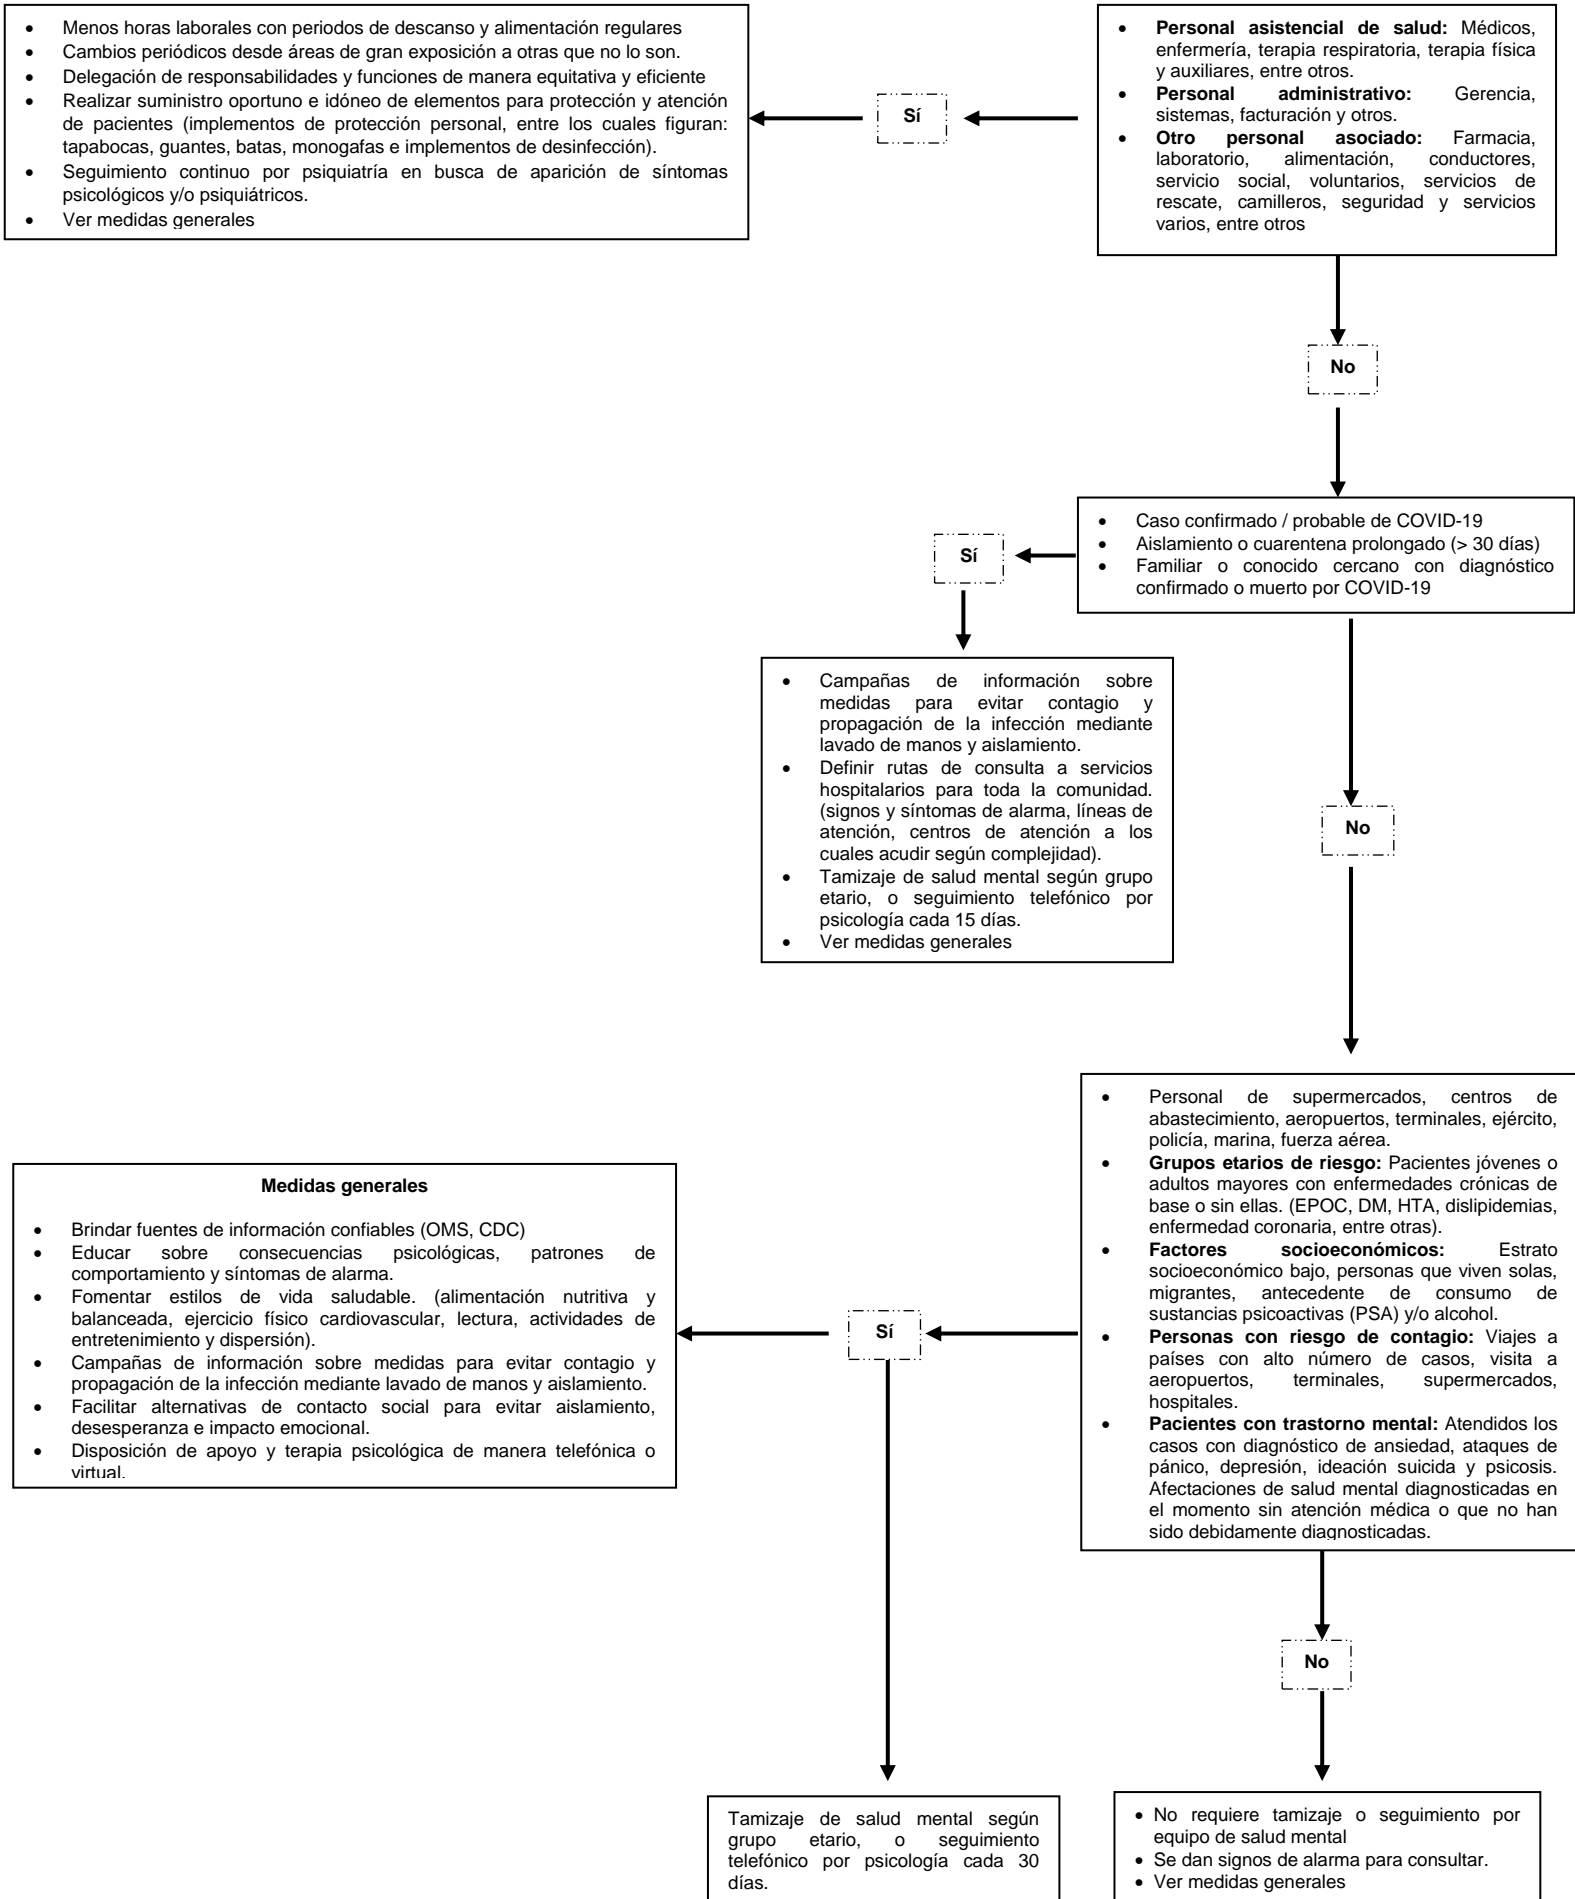 • Menos horas laborales con periodos de descanso y alimentación regulares
• Cambios periódicos desde áreas de gran exposición a otras que no lo son.
• Delegación de responsabilidades y funciones de manera equitativa y eficiente
• Realizar suministro oportuno e idóneo de elementos para protección y atención
de pacientes (implementos de protección personal, entre los cuales figuran:
tapabocas, guantes, batas, monogafas e implementos de desinfección).
• Seguimiento continuo por psiquiatría en busca de aparición de síntomas
psicológicos y/o psiquiátricos.
• Ver medidas generales
Sí
• Personal asistencial de salud: Médicos,
enfermería, terapia respiratoria, terapia física
y auxiliares, entre otros.
• Personal administrativo: Gerencia,
sistemas, facturación y otros.
• Otro personal asociado: Farmacia,
laboratorio, alimentación, conductores,
servicio social, voluntarios, servicios de
rescate, camilleros, seguridad y servicios
varios, entre otros
No
• Caso confirmado / probable de COVID-19
• Aislamiento o cuarentena prolongado (> 30 días)
• Familiar o conocido cercano con diagnóstico
confirmado o muerto por COVID-19
Sí
• Campañas de información sobre
medidas para evitar contagio y
propagación de la infección mediante
lavado de manos y aislamiento.
• Definir rutas de consulta a servicios
hospitalarios para toda la comunidad.
(signos y síntomas de alarma, líneas de
atención, centros de atención a los
cuales acudir según complejidad).
• Tamizaje de salud mental según grupo
etario, o seguimiento telefónico por
psicología cada 15 días.
• Ver medidas generales
No
• Personal de supermercados, centros de
abastecimiento, aeropuertos, terminales, ejército,
policía, marina, fuerza aérea.
• Grupos etarios de riesgo: Pacientes jóvenes o
adultos mayores con enfermedades crónicas de
base o sin ellas. (EPOC, DM, HTA, dislipidemias,
enfermedad coronaria, entre otras).
• Factores socioeconómicos: Estrato
socioeconómico bajo, personas que viven solas,
migrantes, antecedente de consumo de
sustancias psicoactivas (PSA) y/o alcohol.
• Personas con riesgo de contagio: Viajes a
países con alto número de casos, visita a
aeropuertos, terminales, supermercados,
hospitales.
• Pacientes con trastorno mental: Atendidos los
casos con diagnóstico de ansiedad, ataques de
pánico, depresión, ideación suicida y psicosis.
Afectaciones de salud mental diagnosticadas en
el momento sin atención médica o que no han
sido debidamente diagnosticadas.
Sí
Medidas generales
• Brindar fuentes de información confiables (OMS, CDC)
• Educar sobre consecuencias psicológicas, patrones de
comportamiento y síntomas de alarma.
• Fomentar estilos de vida saludable. (alimentación nutritiva y
balanceada, ejercicio físico cardiovascular, lectura, actividades de
entretenimiento y dispersión).
• Campañas de información sobre medidas para evitar contagio y
propagación de la infección mediante lavado de manos y aislamiento.
• Facilitar alternativas de contacto social para evitar aislamiento,
desesperanza e impacto emocional.
• Disposición de apoyo y terapia psicológica de manera telefónica o
virtual.
No
Tamizaje de salud mental según
grupo etario, o seguimiento
telefónico por psicología cada 30
días.
• No requiere tamizaje o seguimiento por
equipo de salud mental
• Se dan signos de alarma para consultar.
• Ver medidas generales